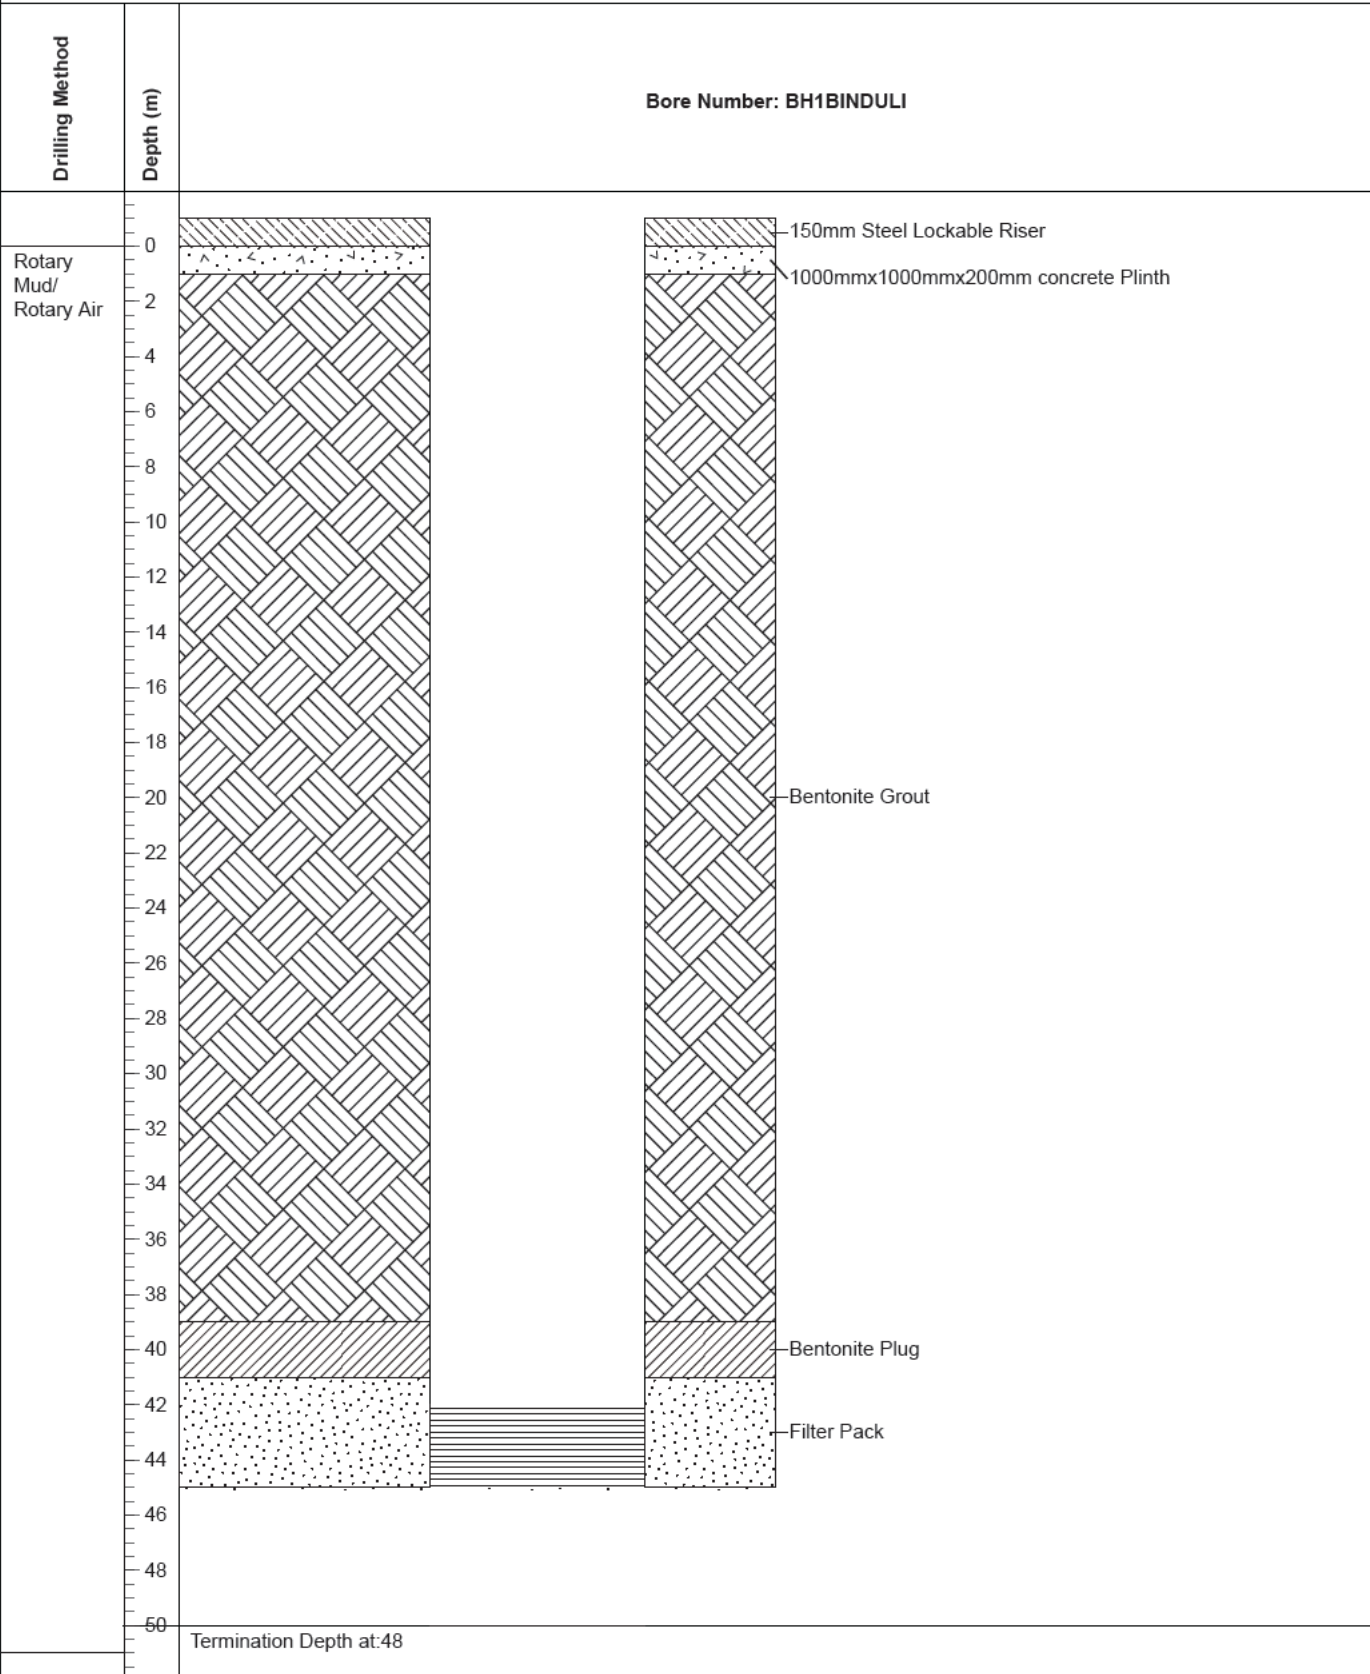 Drilling Method
Depth (m)
Bore Number: BH1BINDULI
150mm Steel Lockable Riser
0
Rotary
Mud/
Rotary Air
1000mmx1000mmx200mm concrete Plinth
2
4
6
8
10
12
14
16
18
20
Bentonite Grout
22
24
26
28
30
32
34
36
38
40
Bentonite Plug
42
Filter Pack
44
46
48
50
Termination Depth at:48